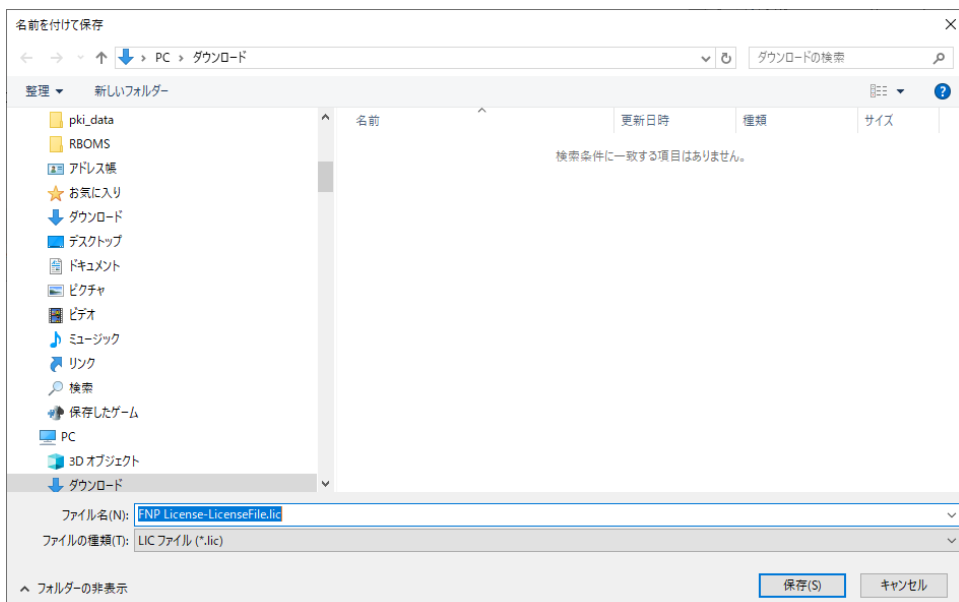 名前を付けて保存
PC › ダウンロード
ダウンロードの検索
整理
新しいフォルダー
pki_data
RBOMS
アドレス帳
お気に入り
ダウンロード
デスクトップ
ドキュメント
ピクチャ
ビデオ
ミュージック
リンク
検索
保存したゲーム
PC
3D オブジェクト
ダウンロード
名前 更新日時 種類 サイズ
検索条件に一致する項目はありません。
ファイル名(N): FNP License-LicenseFile.lic
ファイルの種類(T): LIC ファイル (*.lic)
フォルダーの非表示
保存(S) キャンセル